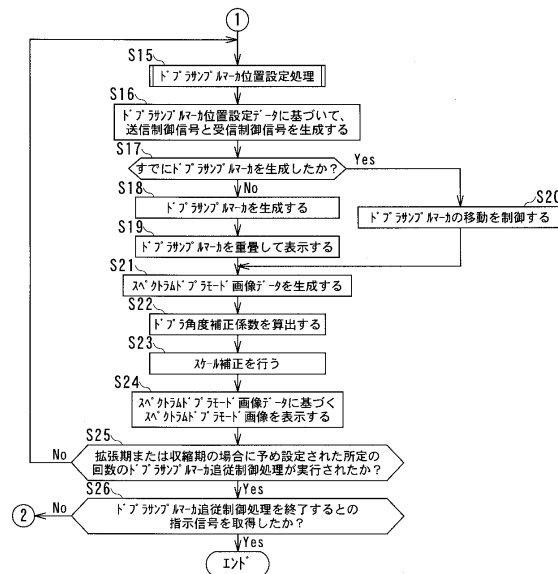 1
S15
ドプラサンプルマーカ位置設定処理
S16
ドプラサンプルマーカ位置設定データに基づいて、
送信制御信号と受信制御信号を生成する
S17
すでにドプラサンプルマーカを生成したか?
Yes
No
S18
ドプラサンプルマーカを生成する
S20
ドプラサンプルマーカの移動を制御する
S19
ドプラサンプルマーカを重畳して表示する
S21
スペクトラムドプラモード画像データを生成する
S22
ドプラ角度補正係数を算出する
S23
スケール補正を行う
S24
スペクトラムドプラモード画像データに基づく
スペクトラムドプラモード画像を表示する
S25
No
拡張期または収縮期の場合に予め設定された所定の
回数のドプラサンプルマーカ追従制御処理が実行されたか?
Yes
S26
No
2
ドプラサンプルマーカ追従制御処理を終了するとの
指示信号を取得したか?
Yes
エンド